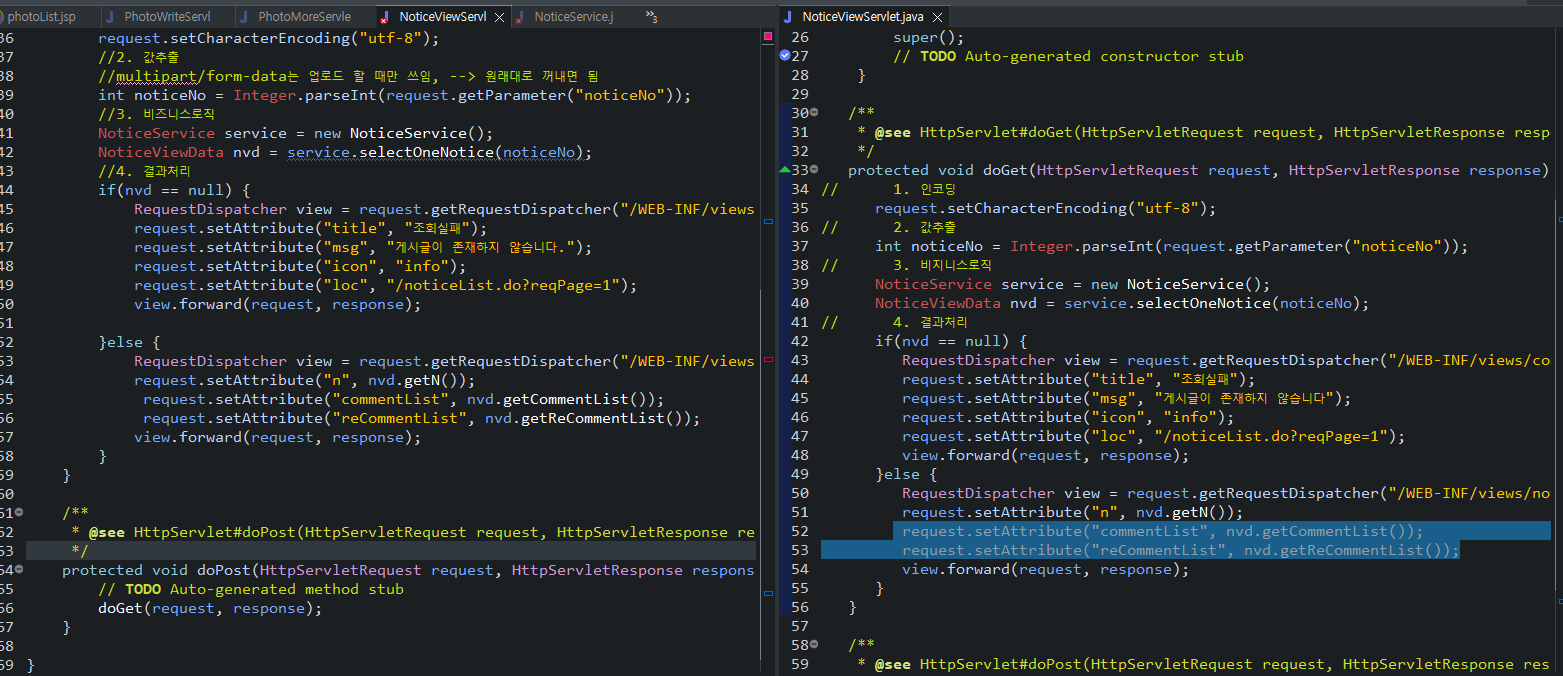 photoList.jsp
PhotoWriteServl
PhotoMoreServle
NoticeViewServl
NoticeService.j
»3
36 request.setCharacterEncoding("utf-8");
37 //2. 값추출
38 //multipart/form-data는 업로드 할 때만 쓰임, --> 원래대로 꺼내면 됨
39 int noticeNo = Integer.parseInt(request.getParameter("noticeNo"));
40 //3. 비즈니스로직
41 NoticeService service = new NoticeService();
42 NoticeViewData nvd = service.selectOneNotice(noticeNo);
43 //4. 결과처리
44 if(nvd == null) {
45 RequestDispatcher view = request.getRequestDispatcher("/WEB-INF/views
46 request.setAttribute("title", "조회실패");
47 request.setAttribute("msg", "게시글이 존재하지 않습니다.");
48 request.setAttribute("icon", "info");
49 request.setAttribute("loc", "/noticeList.do?reqPage=1");
50 view.forward(request, response);
51
52 }else {
53 RequestDispatcher view = request.getRequestDispatcher("/WEB-INF/views
54 request.setAttribute("n", nvd.getN());
55 request.setAttribute("commentList", nvd.getCommentList());
56 request.setAttribute("reCommentList", nvd.getReCommentList());
57 view.forward(request, response);
58 }
59 }
60
61 /**
62 * @see HttpServlet#doPost(HttpServletRequest request, HttpServletResponse re
63 */
64 protected void doPost(HttpServletRequest request, HttpServletResponse respons
65 // TODO Auto-generated method stub
66 doGet(request, response);
67 }
68
69 }
NoticeViewServlet.java
26 super();
27 // TODO Auto-generated constructor stub
28 }
29
30 /**
31 * @see HttpServlet#doGet(HttpServletRequest request, HttpServletResponse resp
32 */
33 protected void doGet(HttpServletRequest request, HttpServletResponse response)
34 // 1. 인코딩
35 request.setCharacterEncoding("utf-8");
36 // 2. 값추출
37 int noticeNo = Integer.parseInt(request.getParameter("noticeNo"));
38 // 3. 비지니스로직
39 NoticeService service = new NoticeService();
40 NoticeViewData nvd = service.selectOneNotice(noticeNo);
41 // 4. 결과처리
42 if(nvd == null) {
43 RequestDispatcher view = request.getRequestDispatcher("/WEB-INF/views/co
44 request.setAttribute("title", "조회실패");
45 request.setAttribute("msg", "게시글이 존재하지 않습니다");
46 request.setAttribute("icon", "info");
47 request.setAttribute("loc", "/noticeList.do?reqPage=1");
48 view.forward(request, response);
49 }else {
50 RequestDispatcher view = request.getRequestDispatcher("/WEB-INF/views/no
51 request.setAttribute("n", nvd.getN());
52 request.setAttribute("commentList", nvd.getCommentList());
53 request.setAttribute("reCommentList", nvd.getReCommentList());
54 view.forward(request, response);
55 }
56 }
57
58 /**
59 * @see HttpServlet#doPost(HttpServletRequest request, HttpServletResponse res